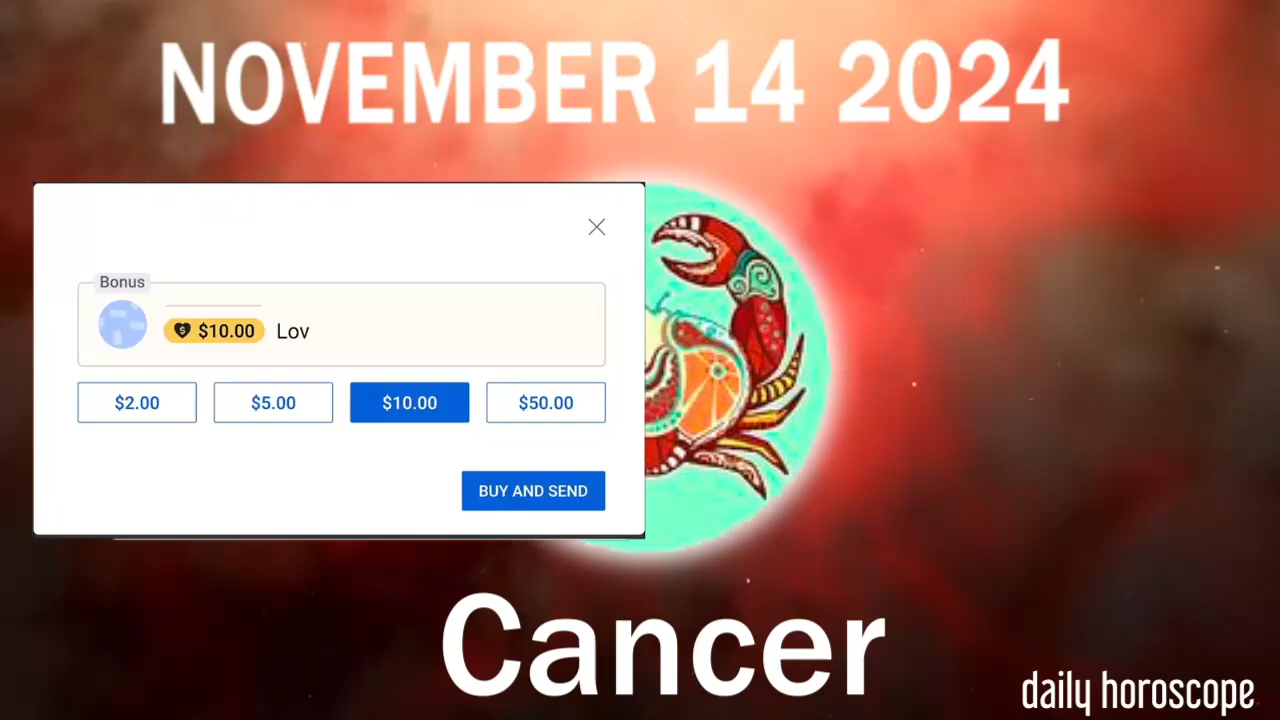 NOVEMBER 14 2024
Bonus
$10.00 Lov
$2.00 $5.00 $10.00 $50.00
BUY AND SEND
Cancer
daily horoscope